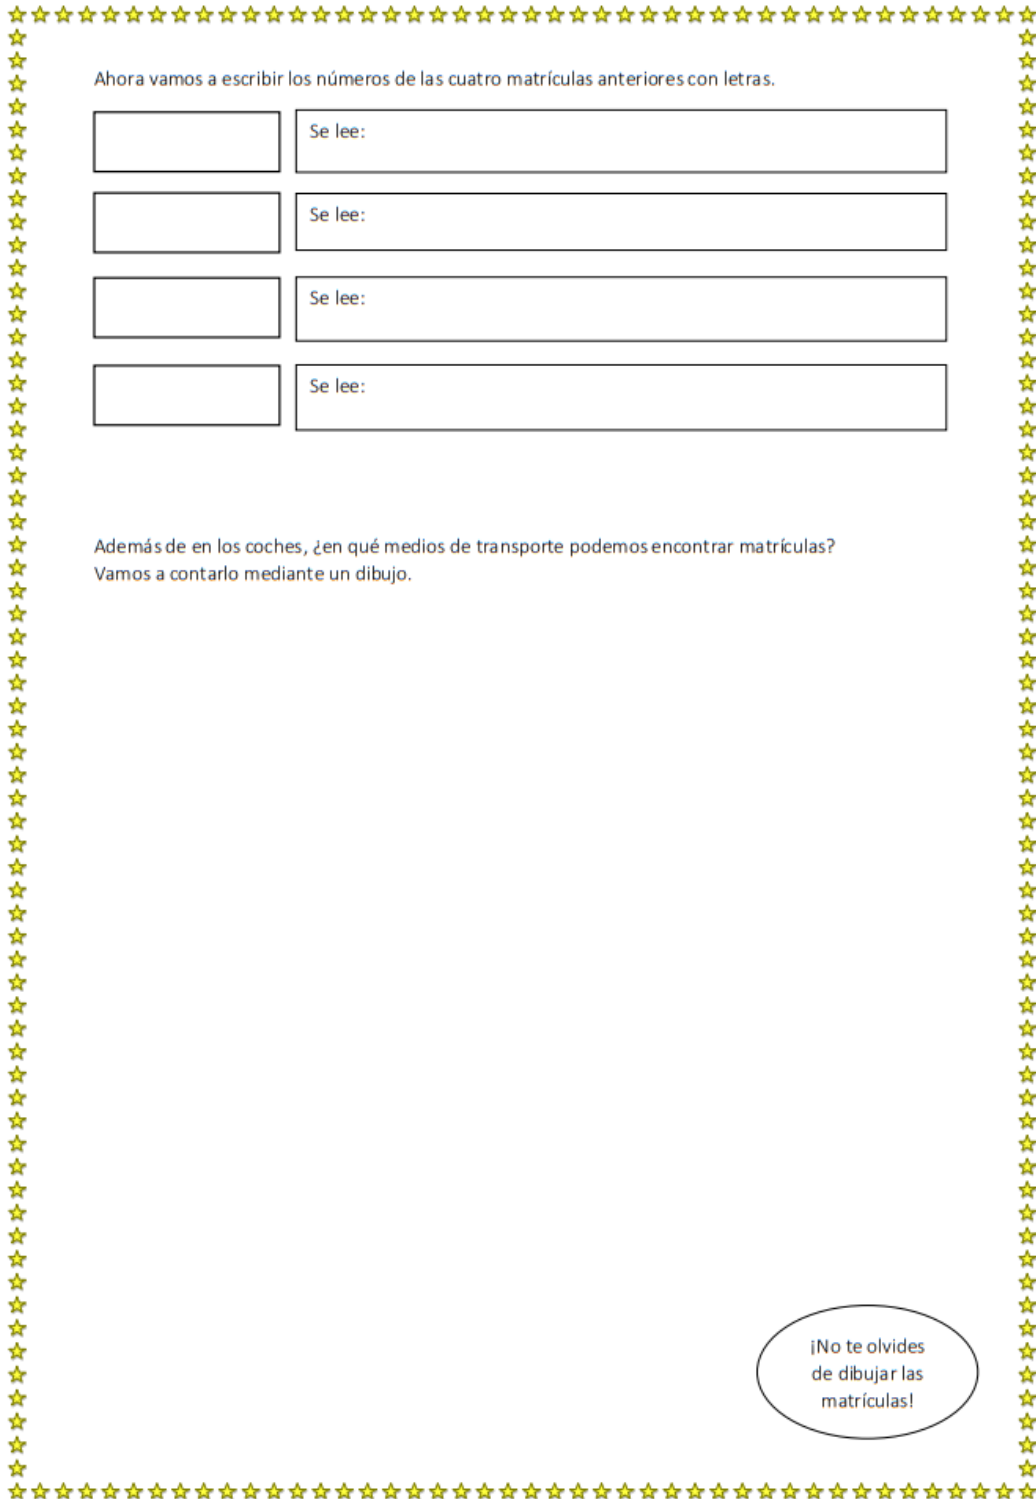 Ahora vamos a escribir los números de las cuatro matrículas anteriores con letras.
Se lee:
Se lee:
Se lee:
Se lee:
Además de en los coches, ¿en qué medios de transporte podemos encontrar matrículas?
Vamos a contarlo mediante un dibujo.
¡No te olvides
de dibujar las
matrículas!